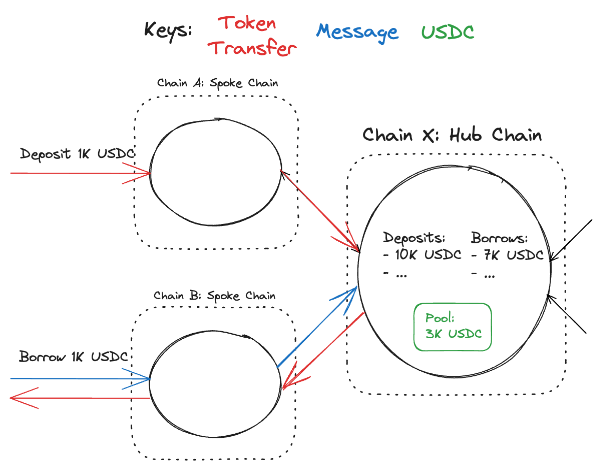 Keys:
Token
Transfer
Message
USDC
Chain A: Spoke Chain
Deposit 1K USDC
Chain X: Hub Chain
Deposits:
- 10K USDC
- ...
Borrows:
- 7K USDC
- ...
Pool:
3K USDC
Chain B: Spoke Chain
Borrow 1K USDC